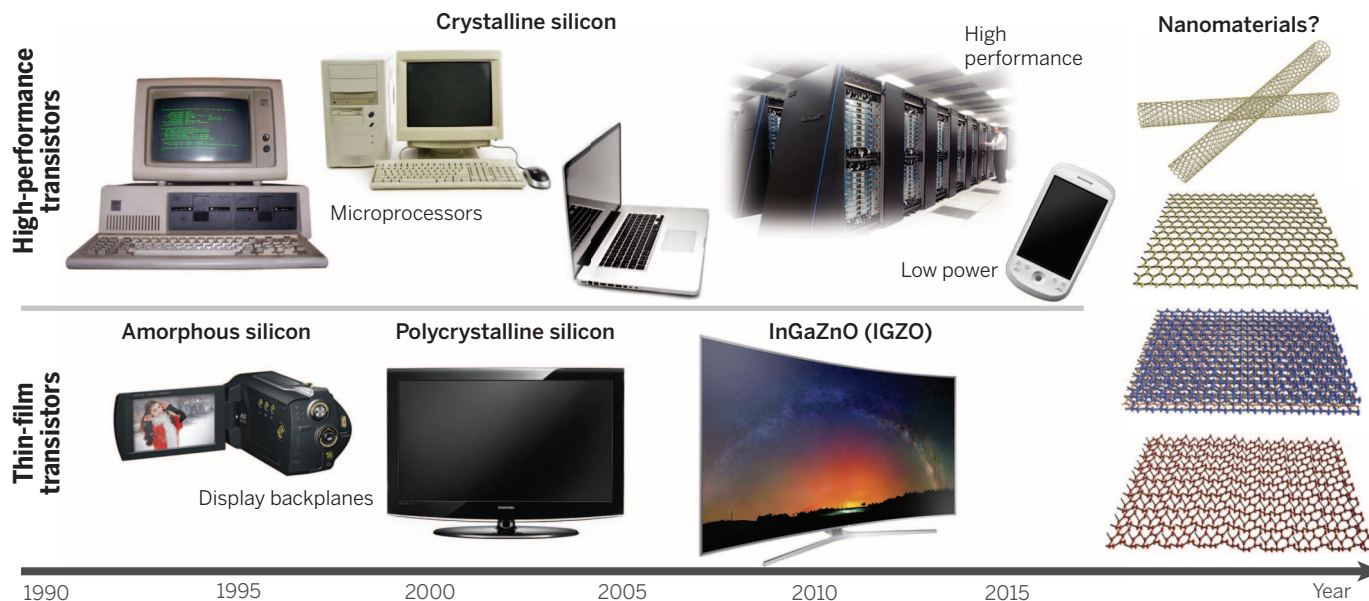 Crystalline silicon
Nanomaterials?
High
performance
High-performance
transistors
Microprocessors
Low power
Amorphous silicon
Polycrystalline silicon
InGaZnO (IGZO)
Thin-film
transistors
Display backplanes
SAMSUNG
1990
1995
2000
2005
2010
2015
Year